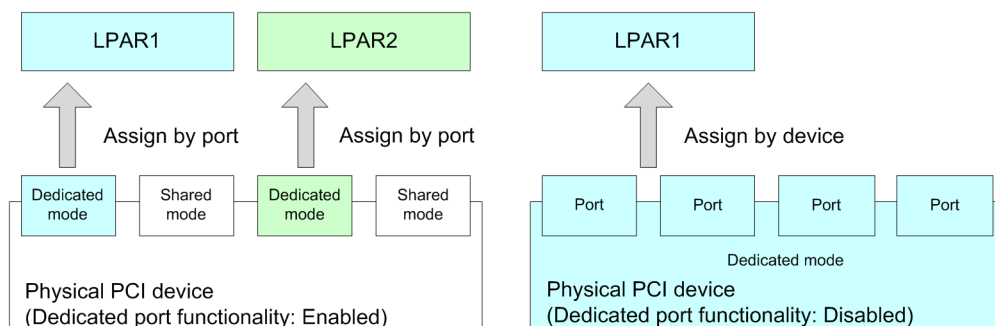 LPAR1
LPAR2
LPAR1
Assign by port
Assign by port
Assign by device
Dedicated
mode
Shared
mode
Dedicated
mode
Shared
mode
Port
Port
Port
Port
Dedicated mode
Physical PCI device
(Dedicated port functionality: Enabled)
Physical PCI device
(Dedicated port functionality: Disabled)